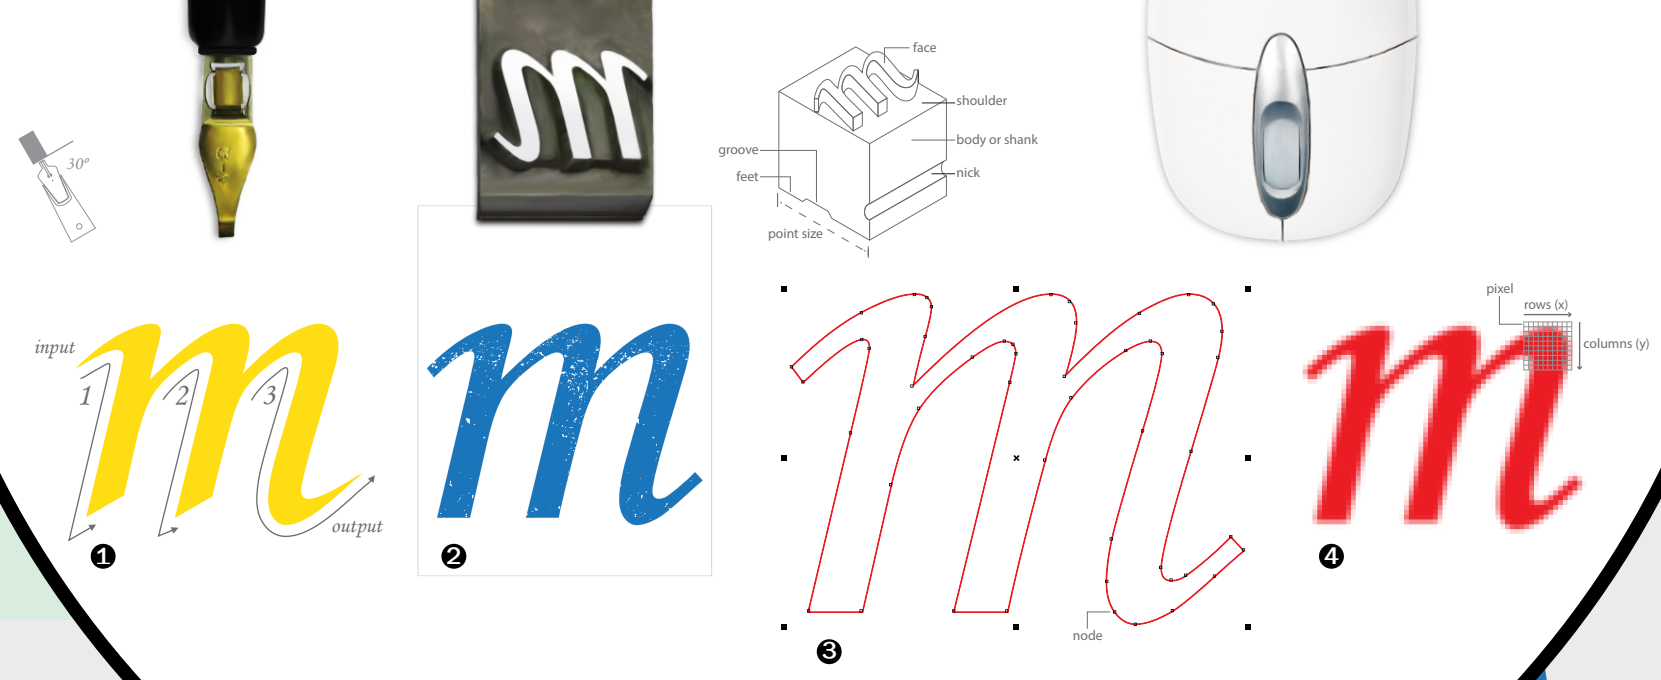 30º
face
shoulder
body or shank
groove
feet
nick
point size
pixel
rows (x)
columns (y)
input
1
2
3
output
m
m
m
m
node
❶
❷
❸
❹